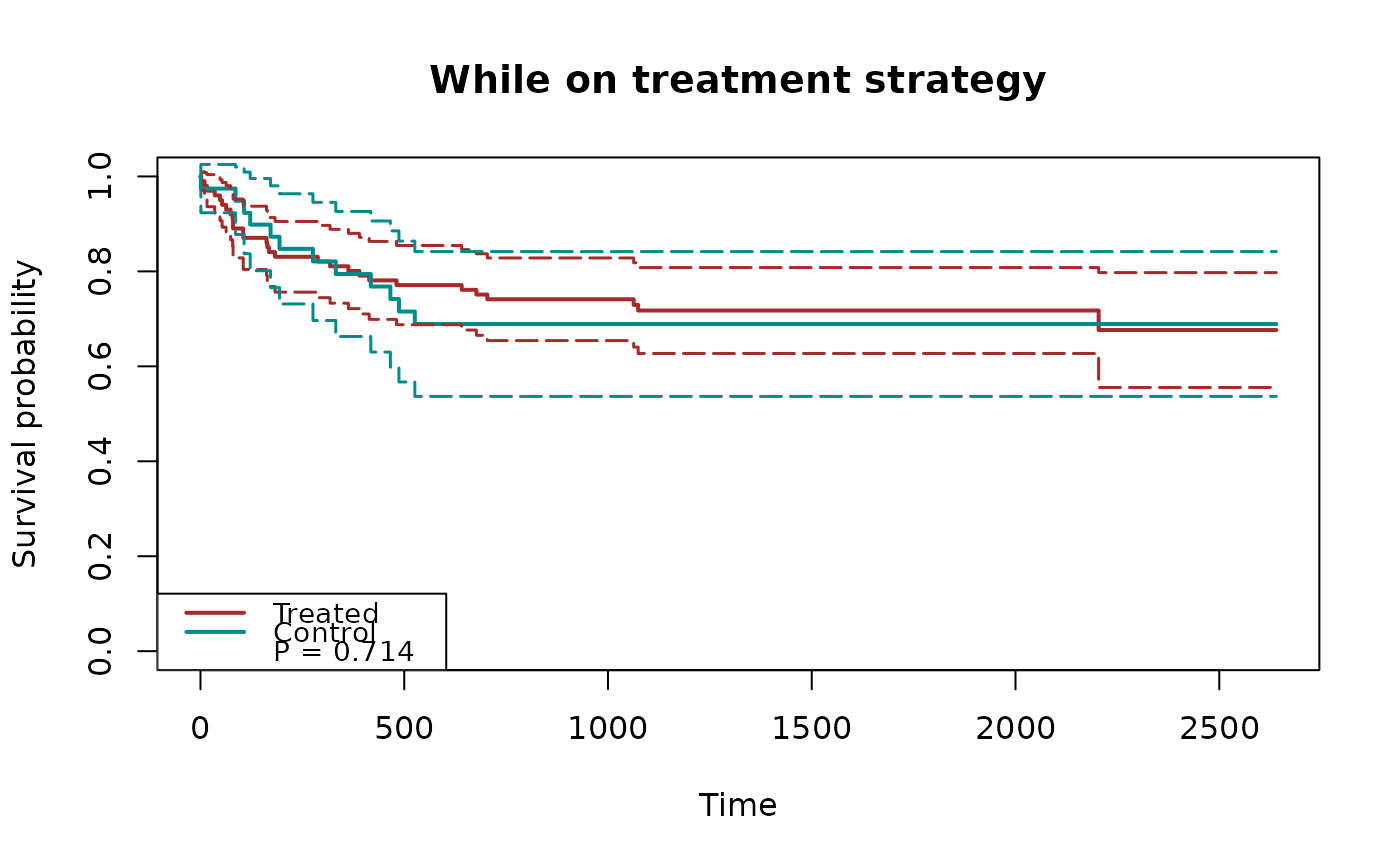 While on treatment strategy
Survival probability
1.0
0.8
0.6
0.4
0.2
0.0
Treated
Control
P = 0.714
0 500 1000 1500 2000 2500
Time